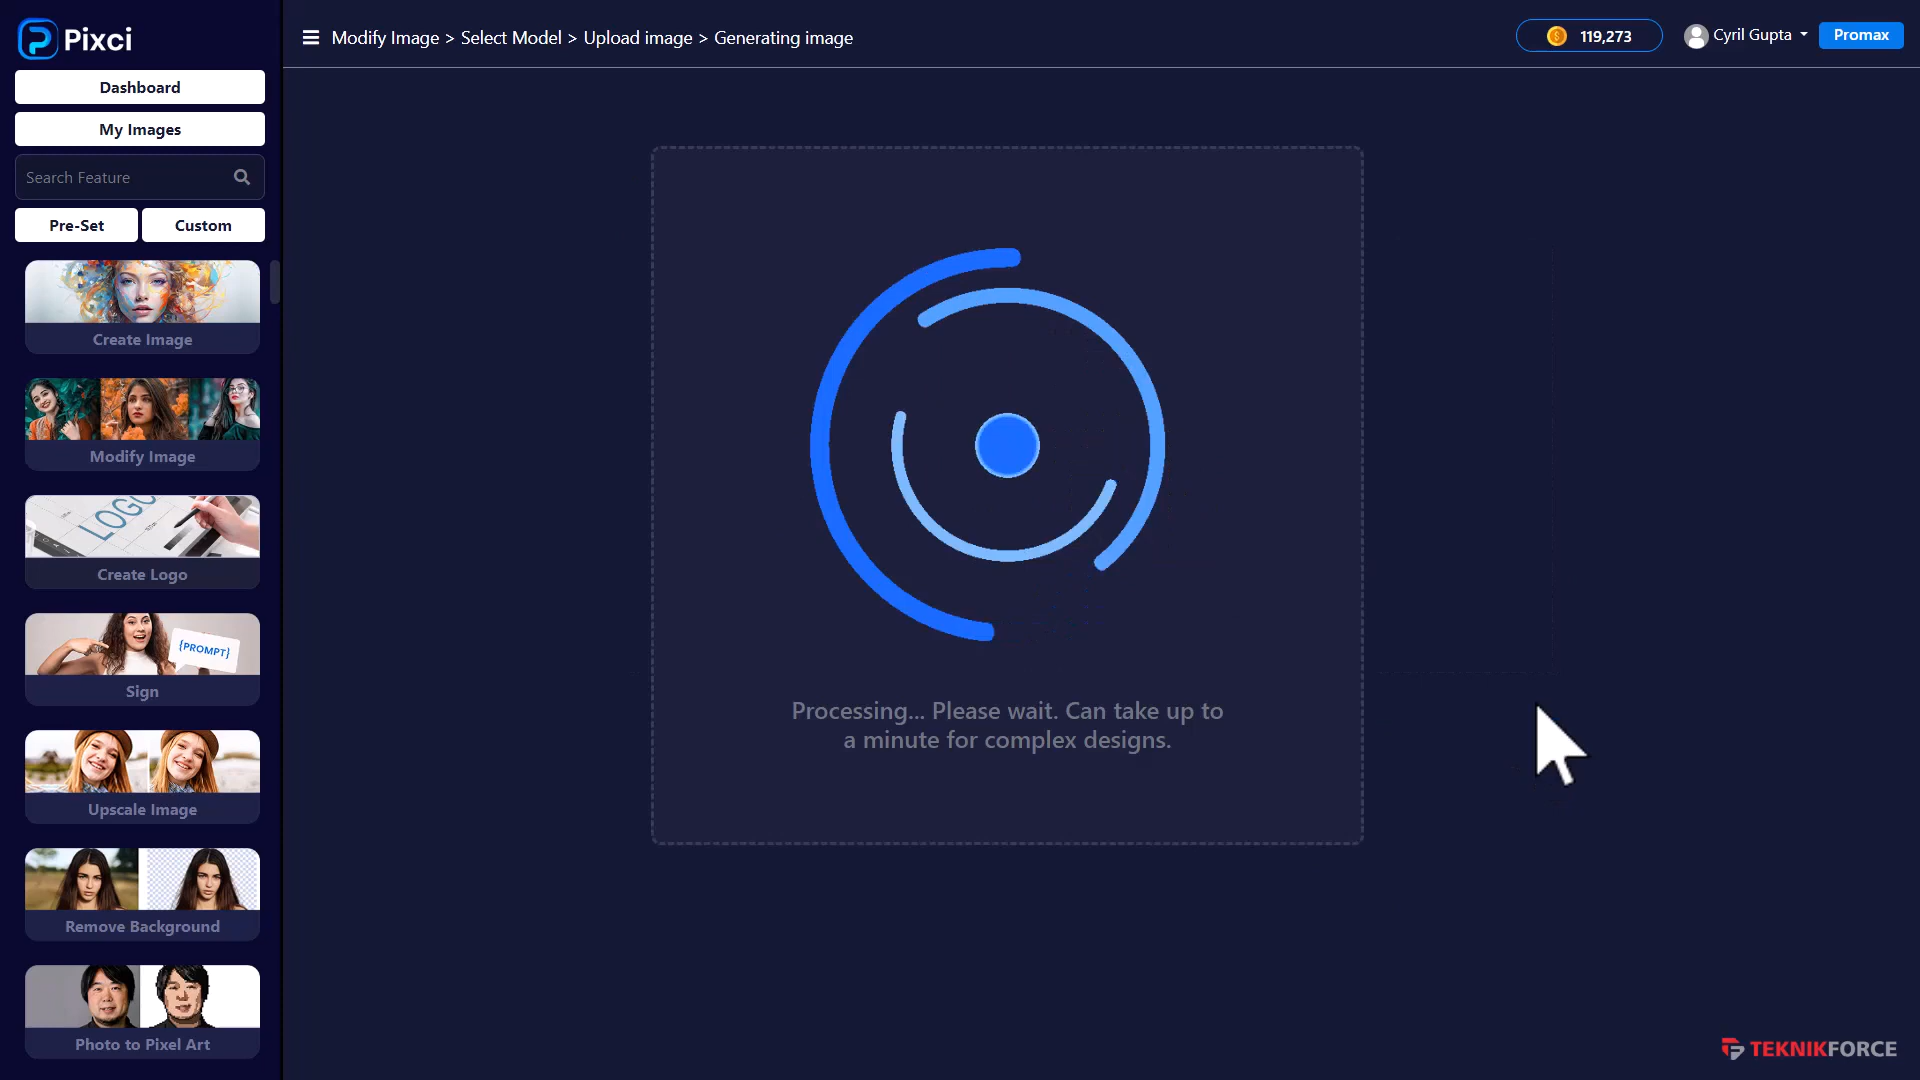 Pixci
Dashboard
My Images
Search Feature
Pre-Set
Custom
Create Image
Modify Image
LOGO
Create Logo
{PROMPT}
Sign
Upscale Image
Remove Background
Photo to Pixel Art
Modify Image > Select Model > Upload image > Generating image
119,273
Cyril Gupta
Promax
Processing... Please wait. Can take up to
a minute for complex designs.
TEKNIKFORCE